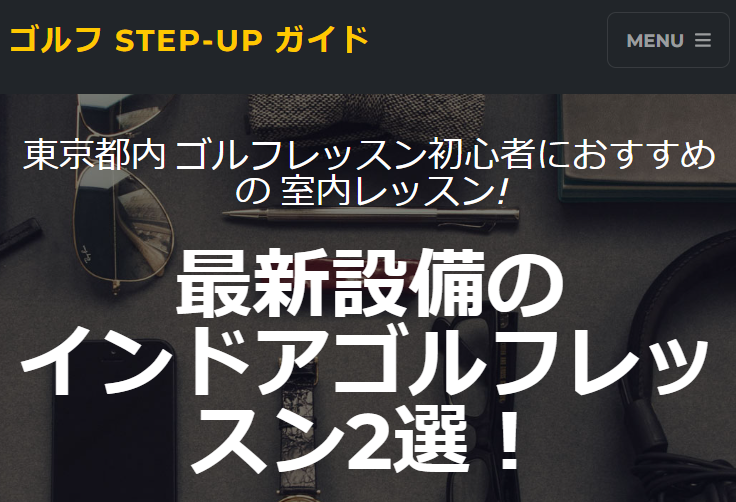 ゴルフ STEP-UP ガイド
MENU
東京都内 ゴルフレッスン初心者におすすめ
の 室内レッスン!
最新設備の
インドアゴルフレッ
スン2選！